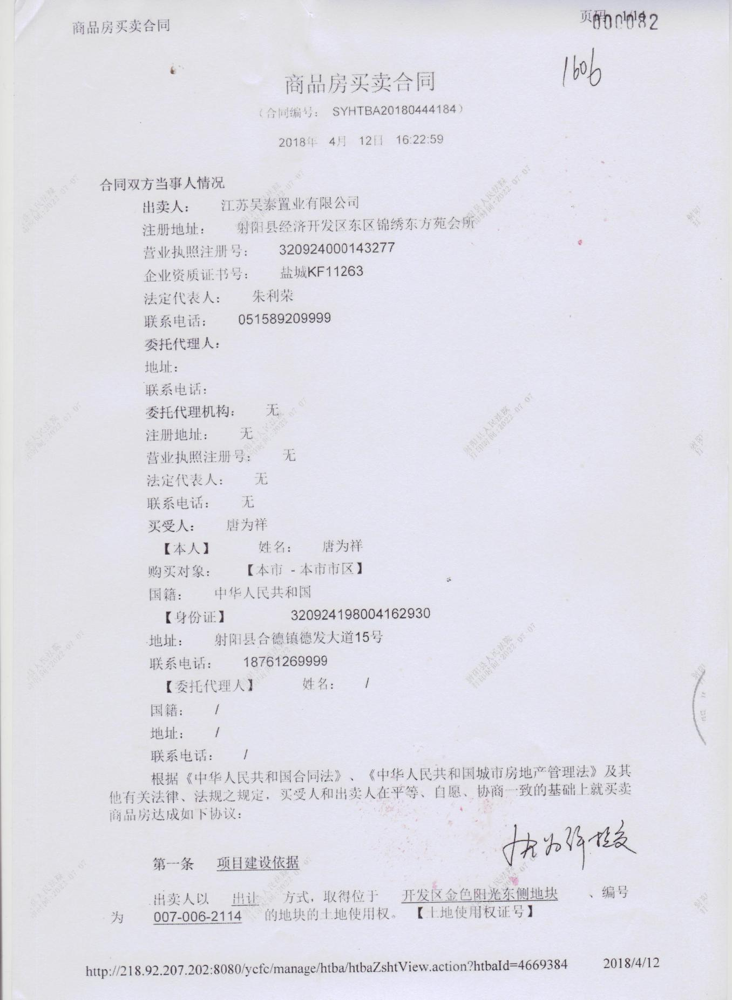 商品房买卖合同
页码 1/14
000082
1606
商品房买卖合同
（合同编号： SYHTBA20180444184）
2018年 4月 12日 16:22:59
合同双方当事人情况
出卖人： 江苏吴泰置业有限公司
注册地址： 射阳县经济开发区东区锦绣东方苑会所
营业执照注册号： 320924000143277
企业资质证书号： 盐城KF11263
法定代表人： 朱利荣
联系电话： 051589209999
委托代理人：
地址：
联系电话：
委托代理机构： 无
注册地址： 无
营业执照注册号： 无
法定代表人： 无
联系电话： 无
买受人： 唐为祥
【本人】 姓名： 唐为祥
购买对象： 【本市 - 本市市区】
国籍： 中华人民共和国
【身份证】 320924198004162930
地址： 射阳县合德镇德发大道15号
联系电话： 18761269999
【委托代理人】 姓名： /
国籍： /
地址： /
联系电话： /
根据《中华人民共和国合同法》、《中华人民共和国城市房地产管理法》及其
他有关法律、法规之规定，买受人和出卖人在平等、自愿、协商一致的基础上就买卖
商品房达成如下协议：
第一条 项目建设依据
出卖人以 出让 方式，取得位于 开发区金色阳光东侧地块 、编号
为 007-006-2114 的地块的土地使用权。【土地使用权证号】
http://218.92.207.202:8080/ycfc/manage/htba/htbaZshtView.action?htbaId=4669384 2018/4/12
射阳县人民法院
打印时间:2022-07-07